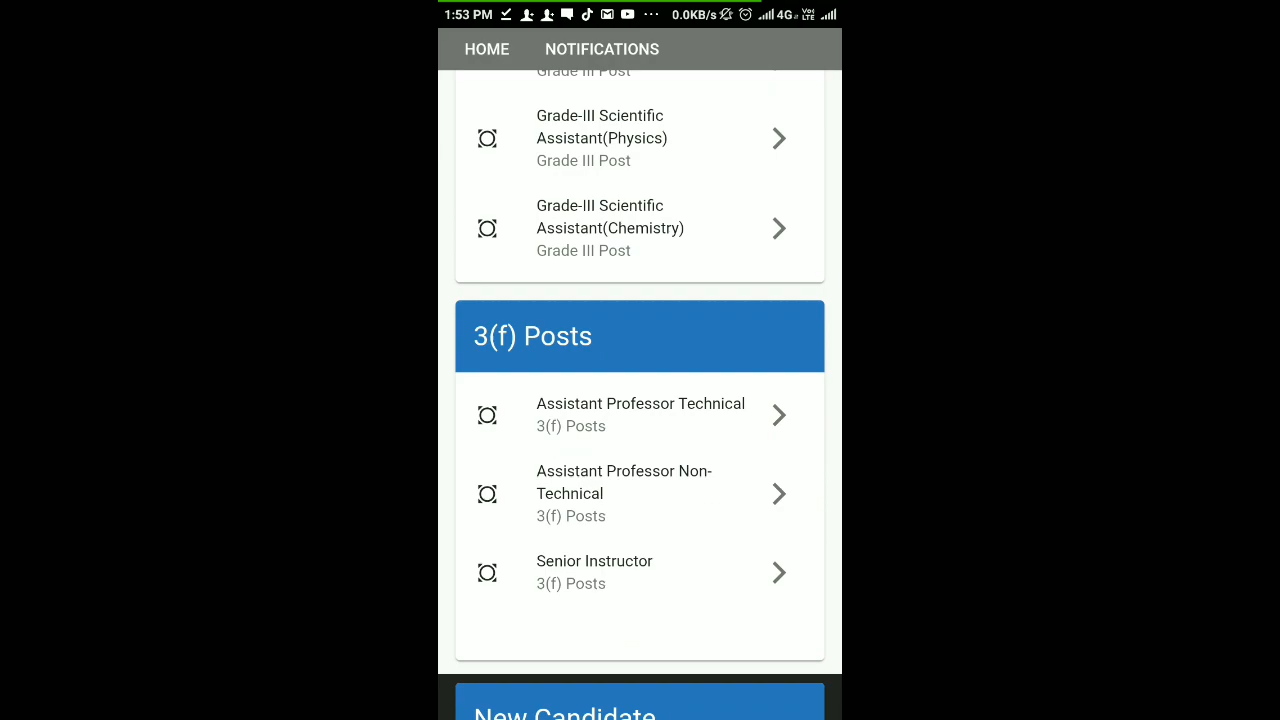 1:53 PM ... 0.0KB/s 4G VoLTE
HOME NOTIFICATIONS
Grade III Post
Grade-III Scientific
Assistant(Physics)
Grade III Post
Grade-III Scientific
Assistant(Chemistry)
Grade III Post
3(f) Posts
Assistant Professor Technical
3(f) Posts
Assistant Professor Non-
Technical
3(f) Posts
Senior Instructor
3(f) Posts
New Candidate